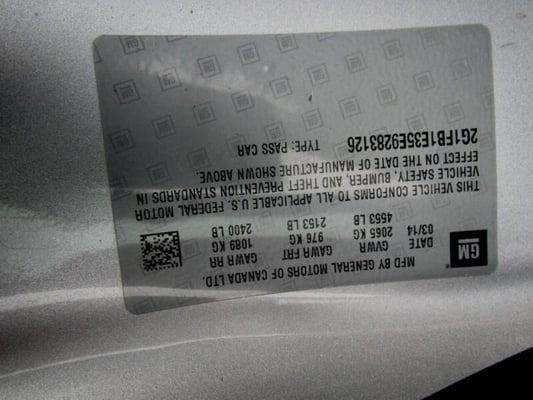 GM
MFD BY GENERAL MOTORS OF CANADA LTD.
DATE GVWR GAWR FRT GAWR RR
03/14 2065 KG 976 KG 1089 KG
4553 LB 2153 LB 2400 LB
THIS VEHICLE CONFORMS TO ALL APPLICABLE U.S. FEDERAL MOTOR
VEHICLE SAFETY, BUMPER, AND THEFT PREVENTION STANDARDS IN
EFFECT ON THE DATE OF MANUFACTURE SHOWN ABOVE.
2G1FB1E35E9283126 TYPE: PASS CAR